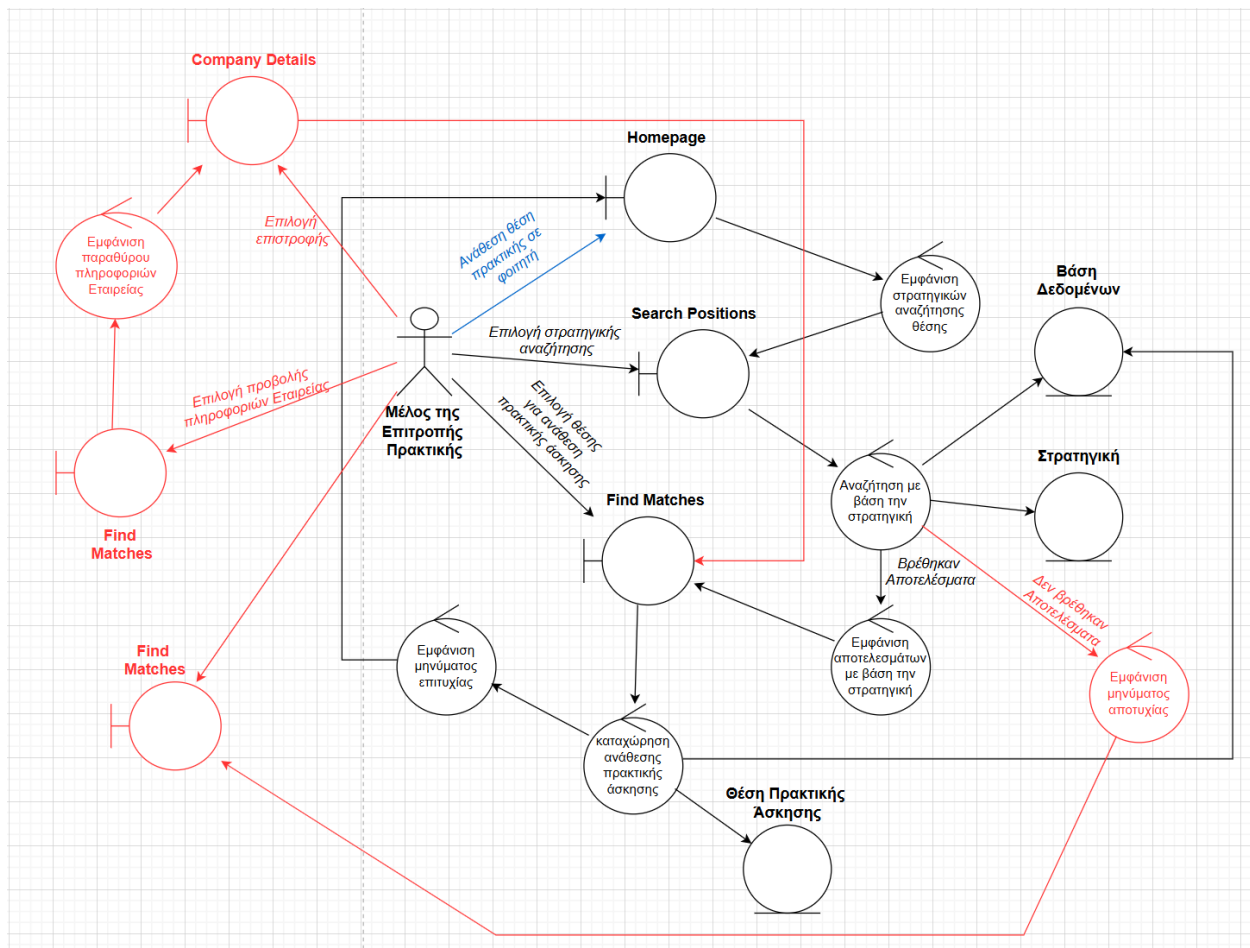 Company Details
Homepage
Επιλογή
επιστροφής
Ανάθεση θέση
πρακτικής σε
φοιτητή
Εμφάνιση
παραθύρου
πληροφοριών
Εταιρείας
Εμφάνιση
στρατηγικών
αναζήτησης
θέσης
Βάση
Δεδομένων
Search Positions
Επιλογή στρατηγικής
αναζήτησης
Επιλογή προβολής
πληροφοριών Εταιρείας
Μέλος της
Επιτροπής
Πρακτικής
Επιλογή θέσης
για ανάθεση
πρακτικής άσκησης
Στρατηγική
Αναζήτηση με
βάση την
στρατηγική
Find Matches
Find
Matches
Βρέθηκαν
Αποτελέσματα
Δεν βρέθηκαν
Αποτελέσματα
Find
Matches
Εμφάνιση
μηνύματος
επιτυχίας
Εμφάνιση
αποτελεσμάτων
με βάση την
στρατηγική
Εμφάνιση
μηνύματος
αποτυχίας
καταχώρηση
ανάθεσης
πρακτικής
άσκησης
Θέση Πρακτικής
Άσκησης